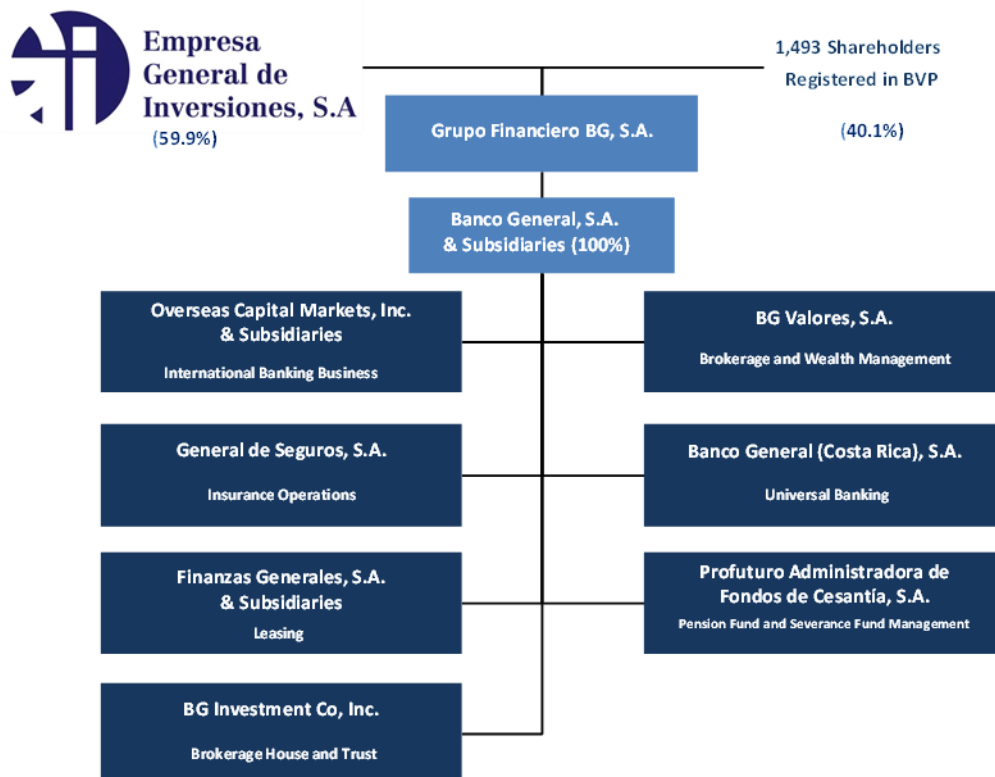 Empresa
General de
Inversiones, S.A
(59.9%)
1,493 Shareholders
Registered in BVP
(40.1%)
Grupo Financiero BG, S.A.
Banco General, S.A.
& Subsidiaries (100%)
Overseas Capital Markets, Inc.
& Subsidiaries
International Banking Business
BG Valores, S.A.
Brokerage and Wealth Management
General de Seguros, S.A.
Insurance Operations
Banco General (Costa Rica), S.A.
Universal Banking
Finanzas Generales, S.A.
& Subsidiaries
Leasing
Profuturo Administradora de
Fondos de Cesantía, S.A.
Pension Fund and Severance Fund Management
BG Investment Co, Inc.
Brokerage House and Trust